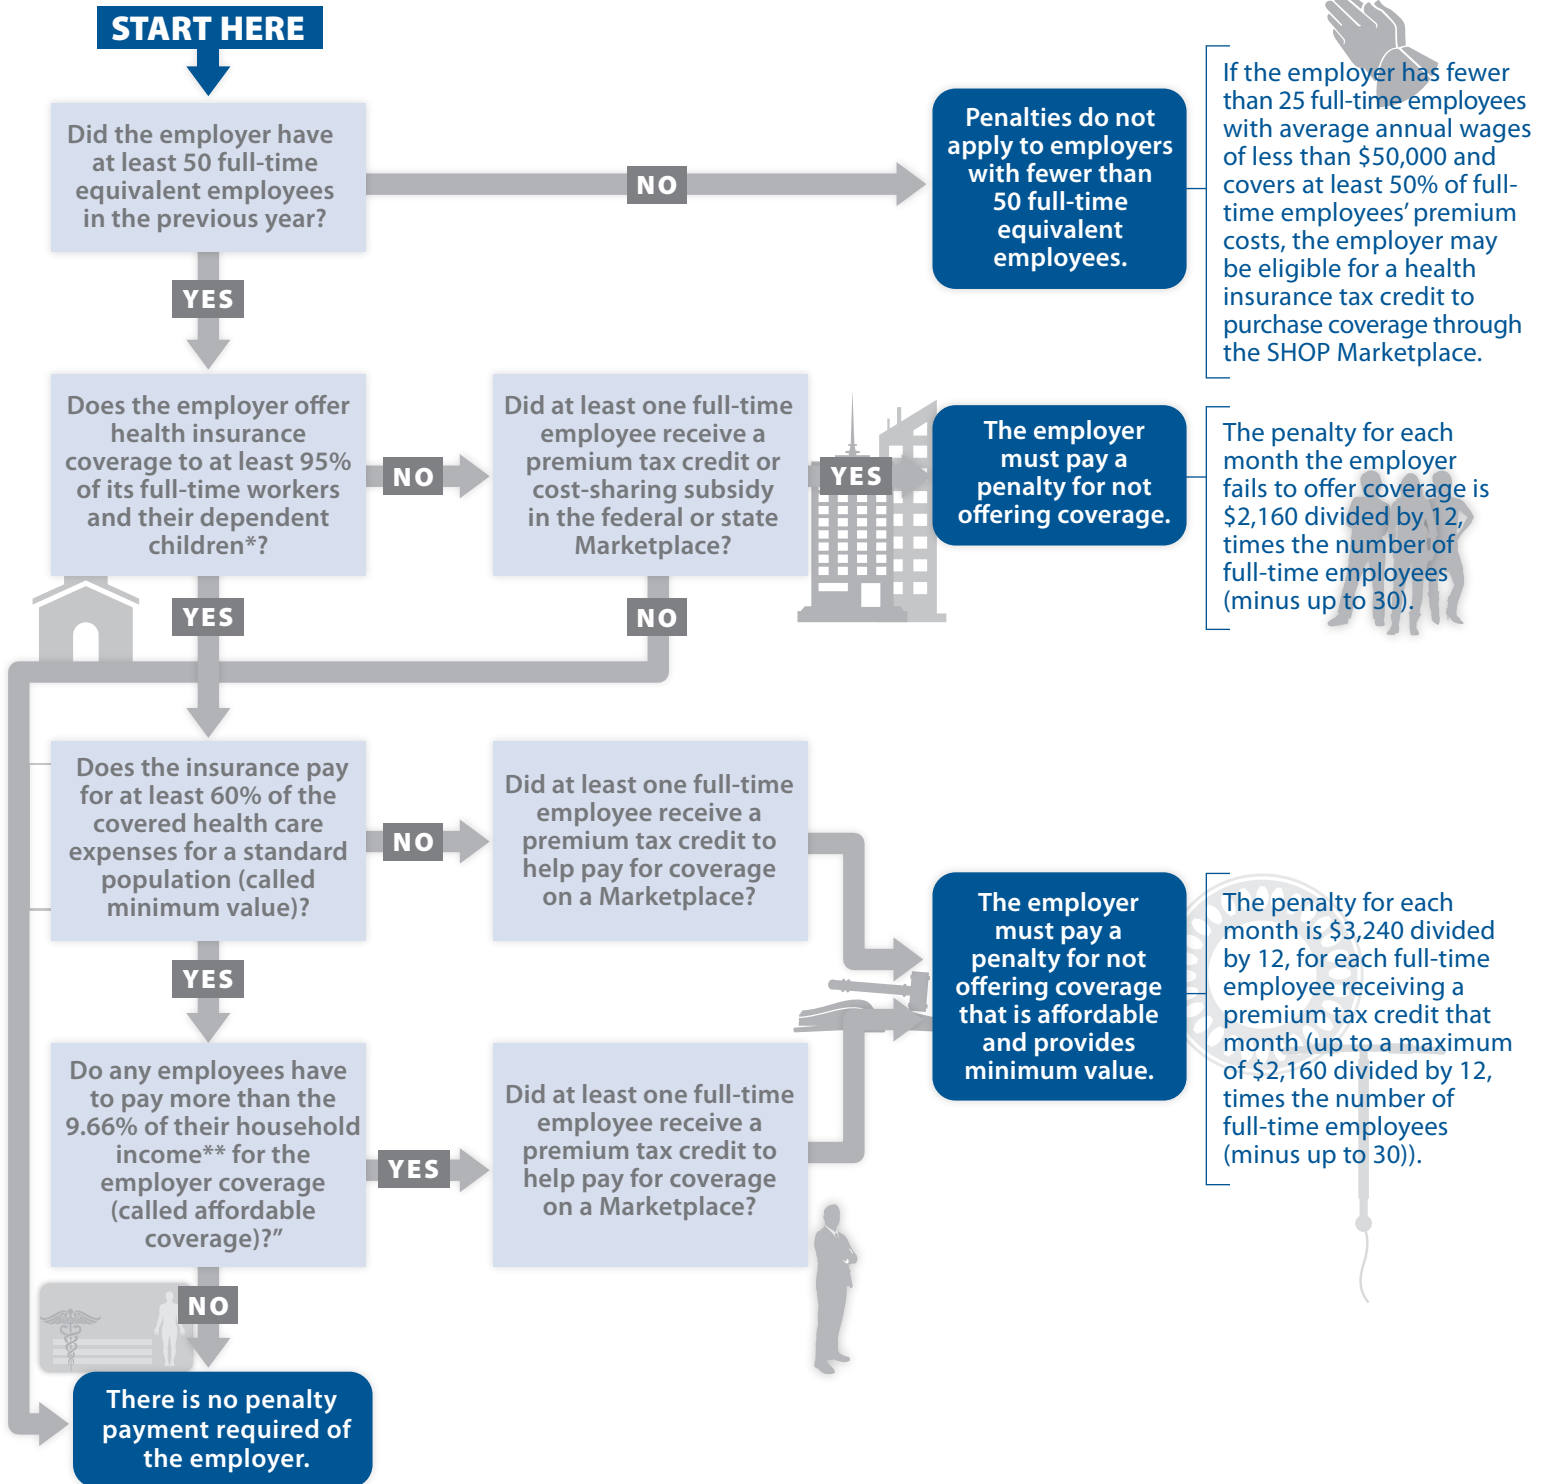 START HERE
Did the employer have
at least 50 full-time
equivalent employees
in the previous year?
NO
Penalties do not
apply to employers
with fewer than
50 full-time
equivalent
employees.
If the employer has fewer
than 25 full-time employees
with average annual wages
of less than $50,000 and
covers at least 50% of full-
time employees’ premium
costs, the employer may
be eligible for a health
insurance tax credit to
purchase coverage through
the SHOP Marketplace.
YES
Does the employer offer
health insurance
coverage to at least 95%
of its full-time workers
and their dependent
children*?
NO
Did at least one full-time
employee receive a
premium tax credit or
cost-sharing subsidy
in the federal or state
Marketplace?
YES
The employer
must pay a
penalty for not
offering coverage.
The penalty for each
month the employer
fails to offer coverage is
$2,160 divided by 12,
times the number of
full-time employees
(minus up to 30).
YES
NO
Does the insurance pay
for at least 60% of the
covered health care
expenses for a standard
population (called
minimum value)?
NO
Did at least one full-time
employee receive a
premium tax credit to
help pay for coverage
on a Marketplace?
The employer
must pay a
penalty for not
offering coverage
that is affordable
and provides
minimum value.
The penalty for each
month is $3,240 divided
by 12, for each full-time
employee receiving a
premium tax credit that
month (up to a maximum
of $2,160 divided by 12,
times the number of
full-time employees
(minus up to 30)).
YES
Do any employees have
to pay more than the
9.66% of their household
income** for the
employer coverage
(called affordable
coverage)?”
YES
Did at least one full-time
employee receive a
premium tax credit to
help pay for coverage
on a Marketplace?
NO
There is no penalty
payment required of
the employer.